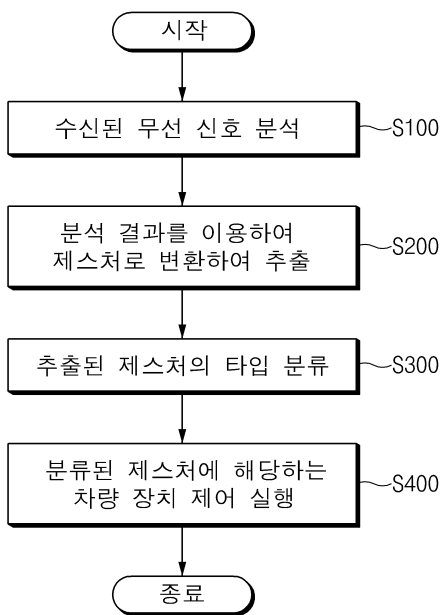 시작
수신된 무선 신호 분석
S100
분석 결과를 이용하여
제스처로 변환하여 추출
S200
추출된 제스처의 타입 분류
S300
분류된 제스처에 해당하는
차량 장치 제어 실행
S400
종료